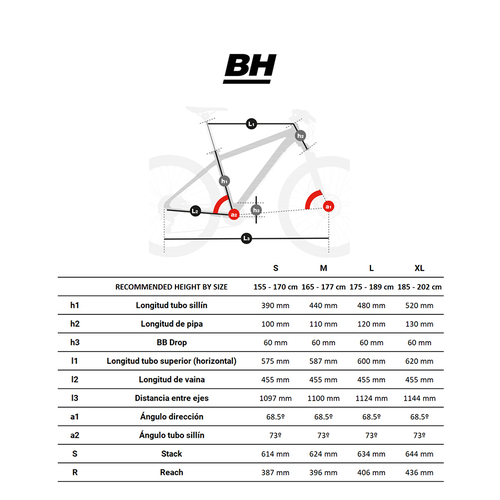 BH
L1
h2
h1
L2
a2
h3
a1
L3
S M L XL
RECOMMENDED HEIGHT BY SIZE 155 - 170 cm 165 - 177 cm 175 - 189 cm 185 - 202 cm
h1 Longitud tubo sillín 390 mm 440 mm 480 mm 520 mm
h2 Longitud de pipa 100 mm 110 mm 120 mm 130 mm
h3 BB Drop 60 mm 60 mm 60 mm 60 mm
l1 Longitud tubo superior (horizontal) 575 mm 587 mm 600 mm 620 mm
l2 Longitud de vaina 455 mm 455 mm 455 mm 455 mm
l3 Distancia entre ejes 1097 mm 1100 mm 1124 mm 1144 mm
a1 Ángulo dirección 68.5º 68.5º 68.5º 68.5º
a2 Ángulo tubo sillín 73º 73º 73º 73º
S Stack 614 mm 624 mm 634 mm 644 mm
R Reach 387 mm 396 mm 406 mm 436 mm